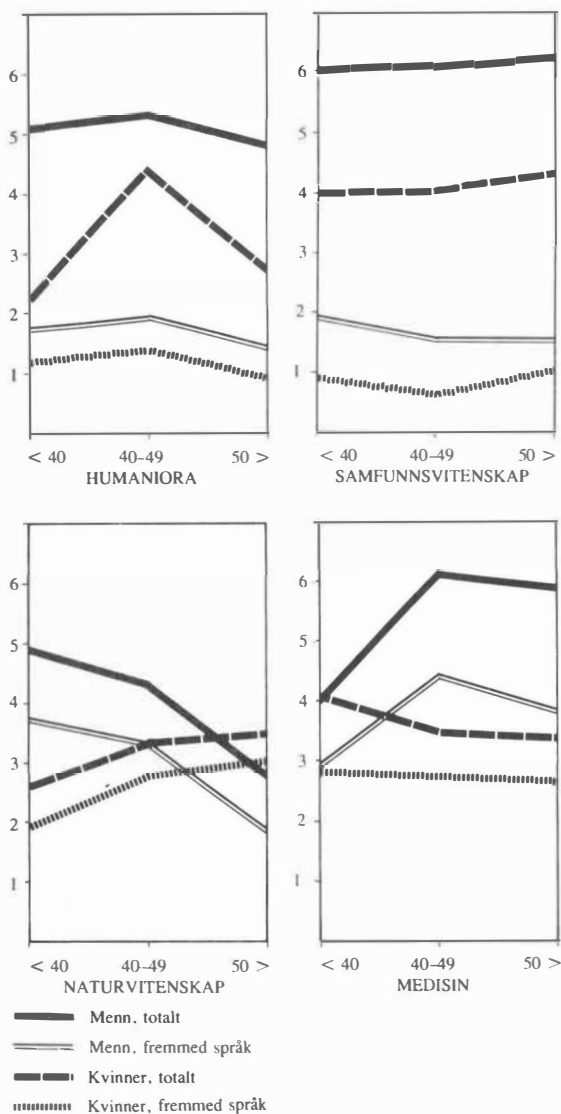 6
5
4
3
2
1
< 40 40-49 50 >
HUMANIORA
6
5
4
3
2
1
< 40 40-49 50 >
SAMFUNNSVITENSKAP
6
5
4
3
2
1
< 40 40-49 50 >
NATURVITENSKAP
6
5
4
3
2
1
< 40 40-49 50 >
MEDISIN
Menn, totalt
Menn, fremmed språk
Kvinner, totalt
Kvinner, fremmed språk